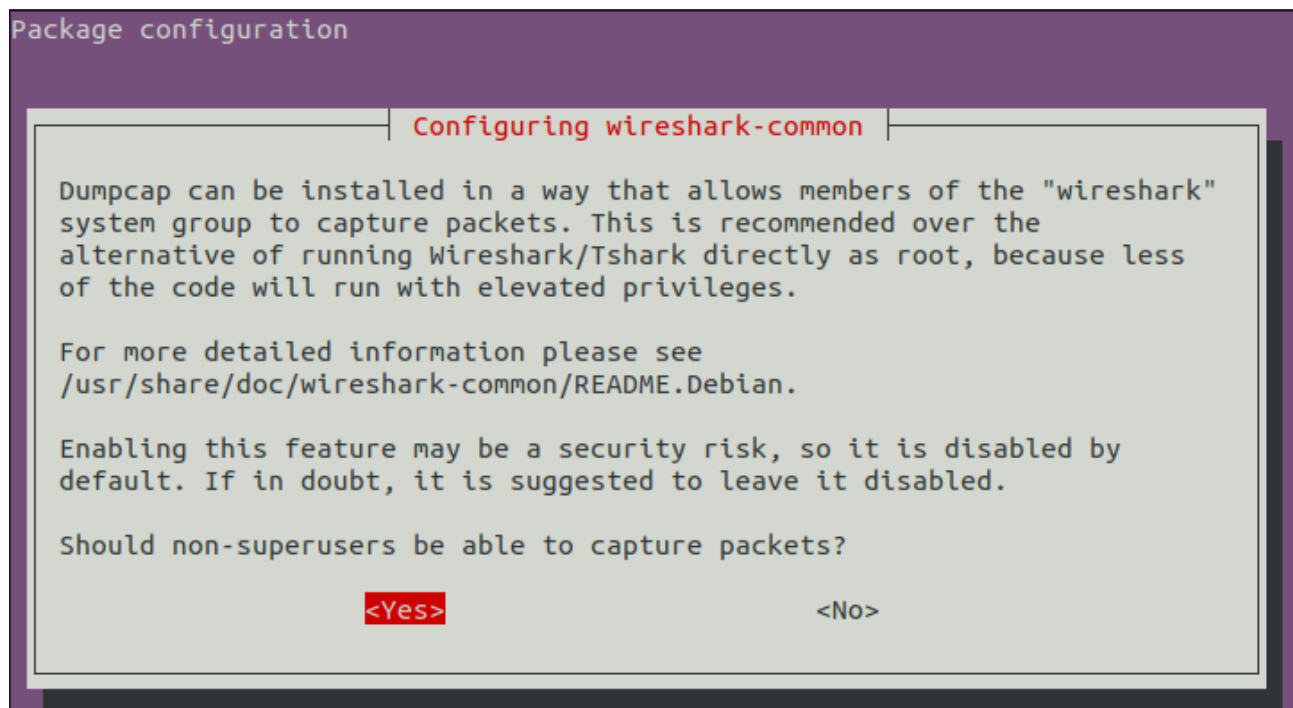 Package configuration
Configuring wireshark-common
Dumpcap can be installed in a way that allows members of the "wireshark"
system group to capture packets. This is recommended over the
alternative of running Wireshark/Tshark directly as root, because less
of the code will run with elevated privileges.
For more detailed information please see
/usr/share/doc/wireshark-common/README.Debian.
Enabling this feature may be a security risk, so it is disabled by
default. If in doubt, it is suggested to leave it disabled.
Should non-superusers be able to capture packets?
<Yes> <No>